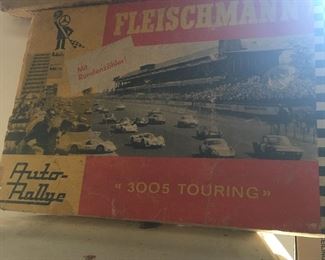 FLEISCHMANN
Mit
Rundenzähler!
Auto-
Rallye
« 3005 TOURING »